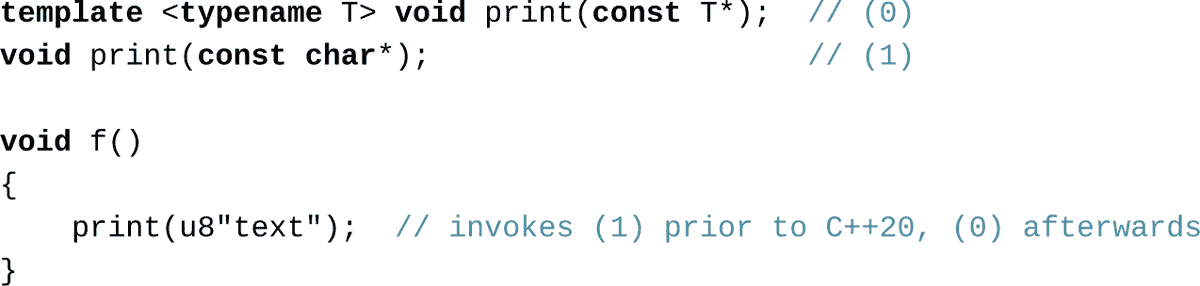 template <typename T> void print(const T*);  // (0)
void print(const char*);                     // (1)

void f()
{
    print(u8"text");  // invokes (1) prior to C++20, (0) afterwards
}